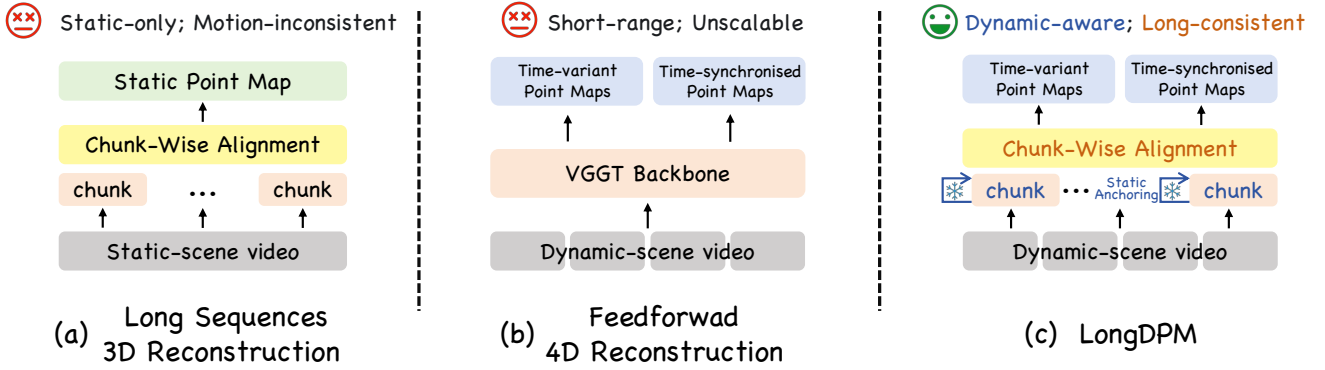 Static-only; Motion-inconsistent
Static Point Map
Chunk-Wise Alignment
chunk
...
chunk
Static-scene video
(a) Long Sequences
3D Reconstruction
Short-range; Unscalable
Time-variant
Point Maps
Time-synchronised
Point Maps
VGGT Backbone
Dynamic-scene video
(b) Feedforwad
4D Reconstruction
Dynamic-aware; Long-consistent
Time-variant
Point Maps
Time-synchronised
Point Maps
Chunk-Wise Alignment
chunk
...
Static
Anchoring
chunk
Dynamic-scene video
(c) LongDPM